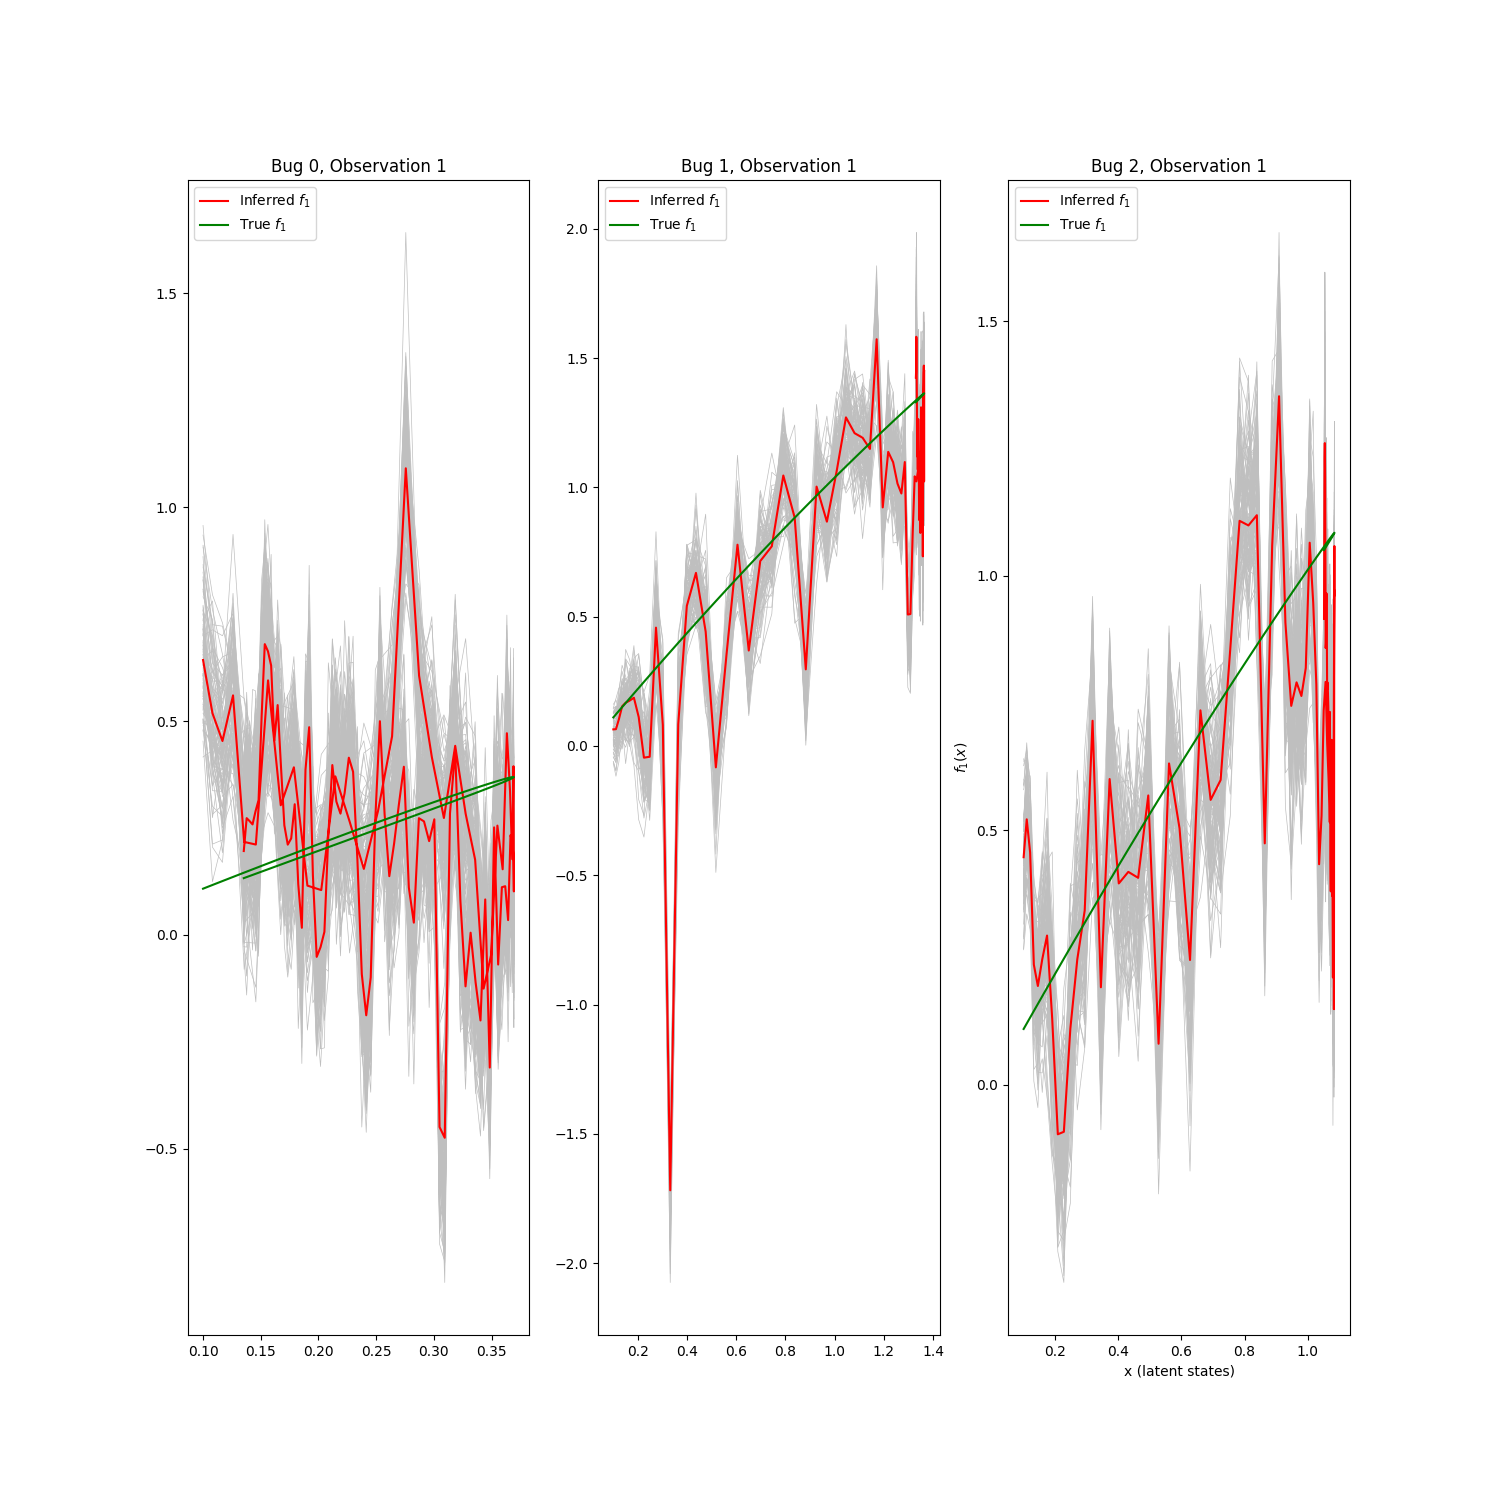 Bug 0, Observation 1
Inferred f₁
True f₁
1.5
1.0
0.5
0.0
−0.5
0.10 0.15 0.20 0.25 0.30 0.35
Bug 1, Observation 1
Inferred f₁
True f₁
2.0
1.5
1.0
0.5
0.0
−0.5
−1.0
−1.5
−2.0
0.2 0.4 0.6 0.8 1.0 1.2 1.4
Bug 2, Observation 1
Inferred f₁
True f₁
f₁(x)
1.5
1.0
0.5
0.0
0.2 0.4 0.6 0.8 1.0
x (latent states)